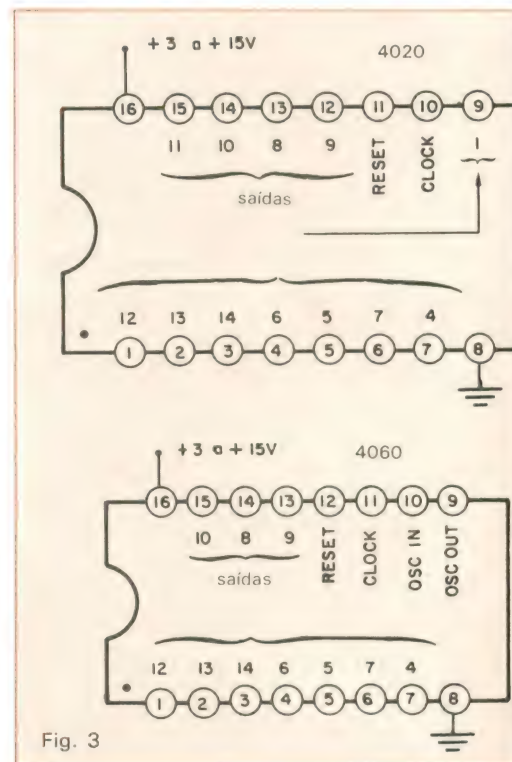 + 3 a + 15V 4020
16 15 14 13 12 11 10 9
11 10 8 9 RESET CLOCK 1
saídas
12 13 14 6 5 7 4
1 2 3 4 5 6 7 8
+ 3 a + 15V 4060
16 15 14 13 12 11 10 9
10 8 9 RESET CLOCK OSC IN OSC OUT
saídas
12 13 14 6 5 7 4
1 2 3 4 5 6 7 8
Fig. 3